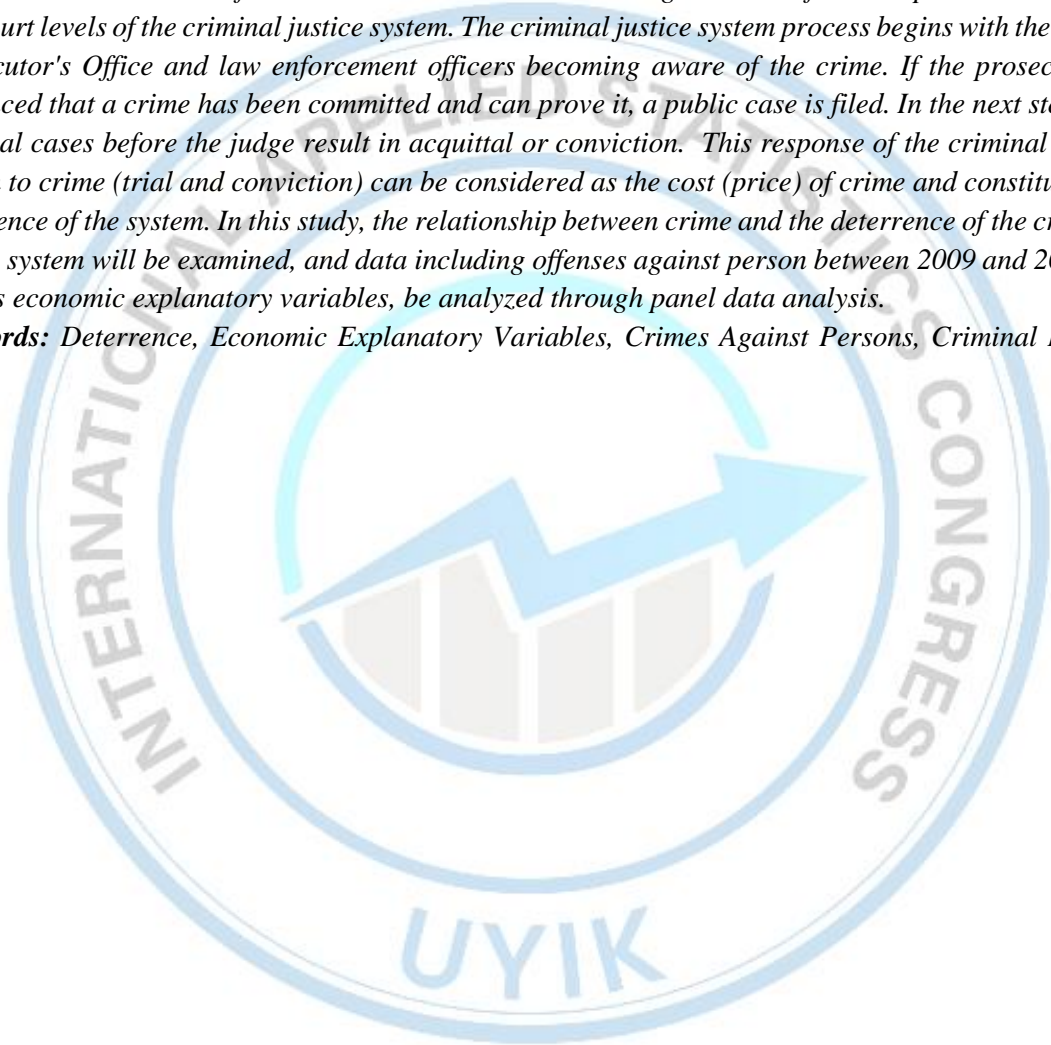 urt levels of the criminal justice system. The criminal justice system process begins with the
cutor's Office and law enforcement officers becoming aware of the crime. If the prosec
ced that a crime has been committed and can prove it, a public case is filed. In the next st
al cases before the judge result in acquittal or conviction. This response of the criminal
to crime (trial and conviction) can be considered as the cost (price) of crime and constitu
ence of the system. In this study, the relationship between crime and the deterrence of the c
system will be examined, and data including offenses against person between 2009 and 20
s economic explanatory variables, be analyzed through panel data analysis.
ords: Deterrence, Economic Explanatory Variables, Crimes Against Persons, Criminal
INTERNATIONAL APPLIED STATISTICS CONGRESS
UYIK